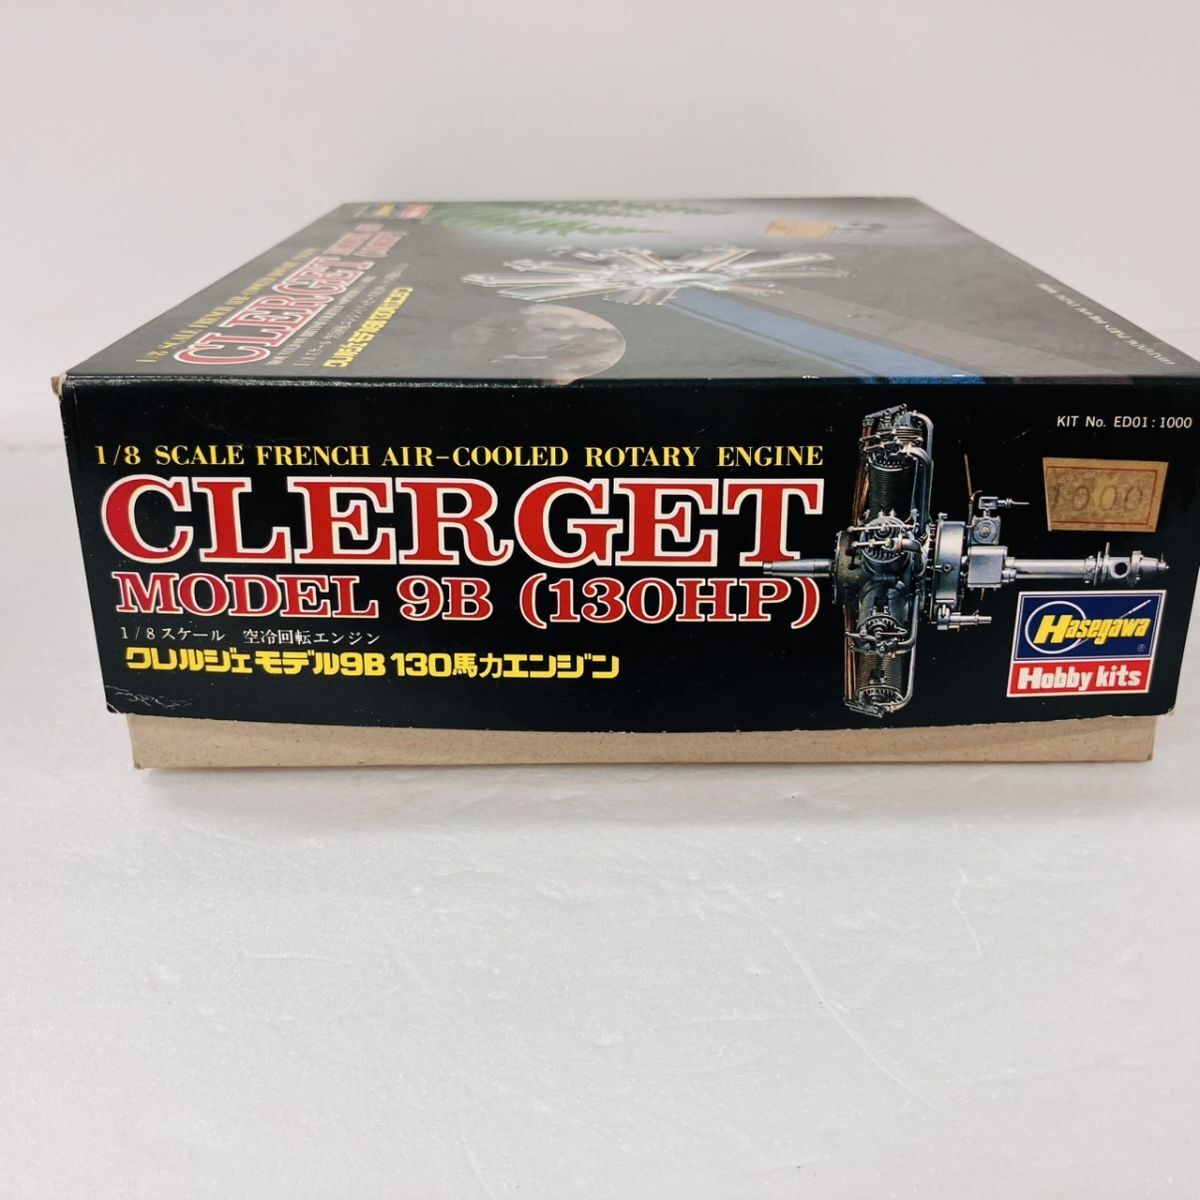 CLERGET
1/8 SCALE FRENCH AIR-COOLED ROTARY ENGINE
CLERGET
MODEL 9B (130HP)
1/8スケール 空冷回転エンジン
クレルジェモデル9B 130馬力エンジン
KIT No. ED01:1000
1000
Hasegawa
Hobby kits